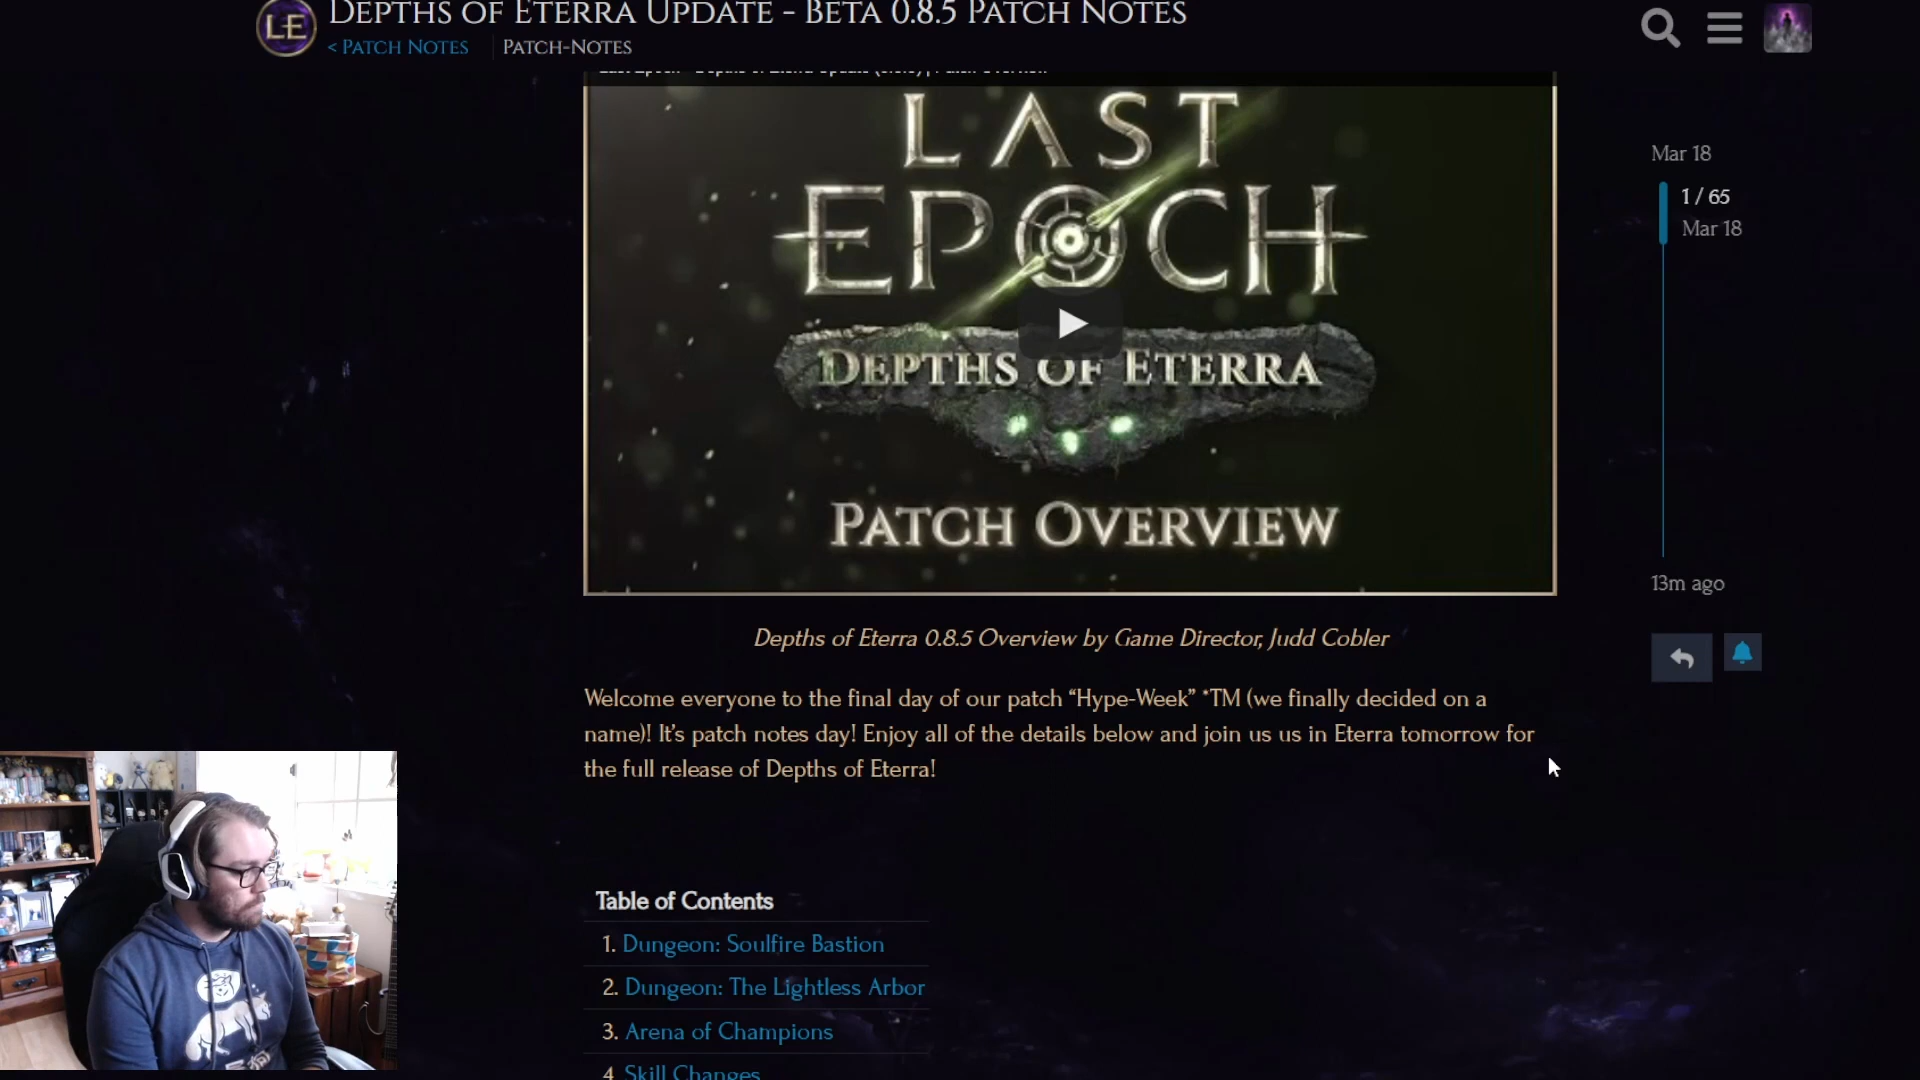 LE
Depths of Eterra Update - Beta 0.8.5 Patch Notes
< Patch Notes
Patch-Notes
LAST
EPOCH
Depths of Eterra
Patch Overview
Mar 18
1 / 65
Mar 18
13m ago
Depths of Eterra 0.8.5 Overview by Game Director, Judd Cobler
Welcome everyone to the final day of our patch “Hype-Week” *TM (we finally decided on a
name)! It’s patch notes day! Enjoy all of the details below and join us us in Eterra tomorrow for
the full release of Depths of Eterra!
Table of Contents
1. Dungeon: Soulfire Bastion
2. Dungeon: The Lightless Arbor
3. Arena of Champions
4. Skill Changes